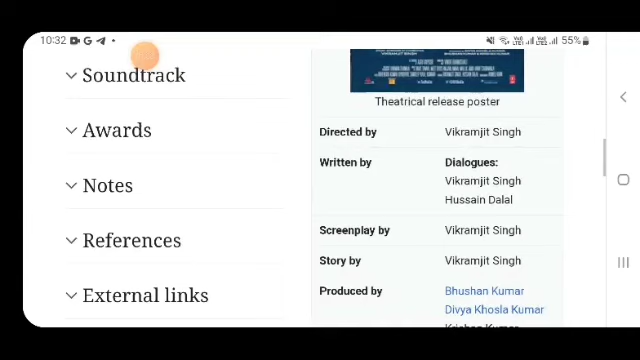 10:32
55%
Soundtrack
Awards
Notes
References
External links
Theatrical release poster
Directed by Vikramjit Singh
Written by Dialogues:
Vikramjit Singh
Hussain Dalal
Screenplay by Vikramjit Singh
Story by Vikramjit Singh
Produced by Bhushan Kumar
Divya Khosla Kumar
Krishan Kumar